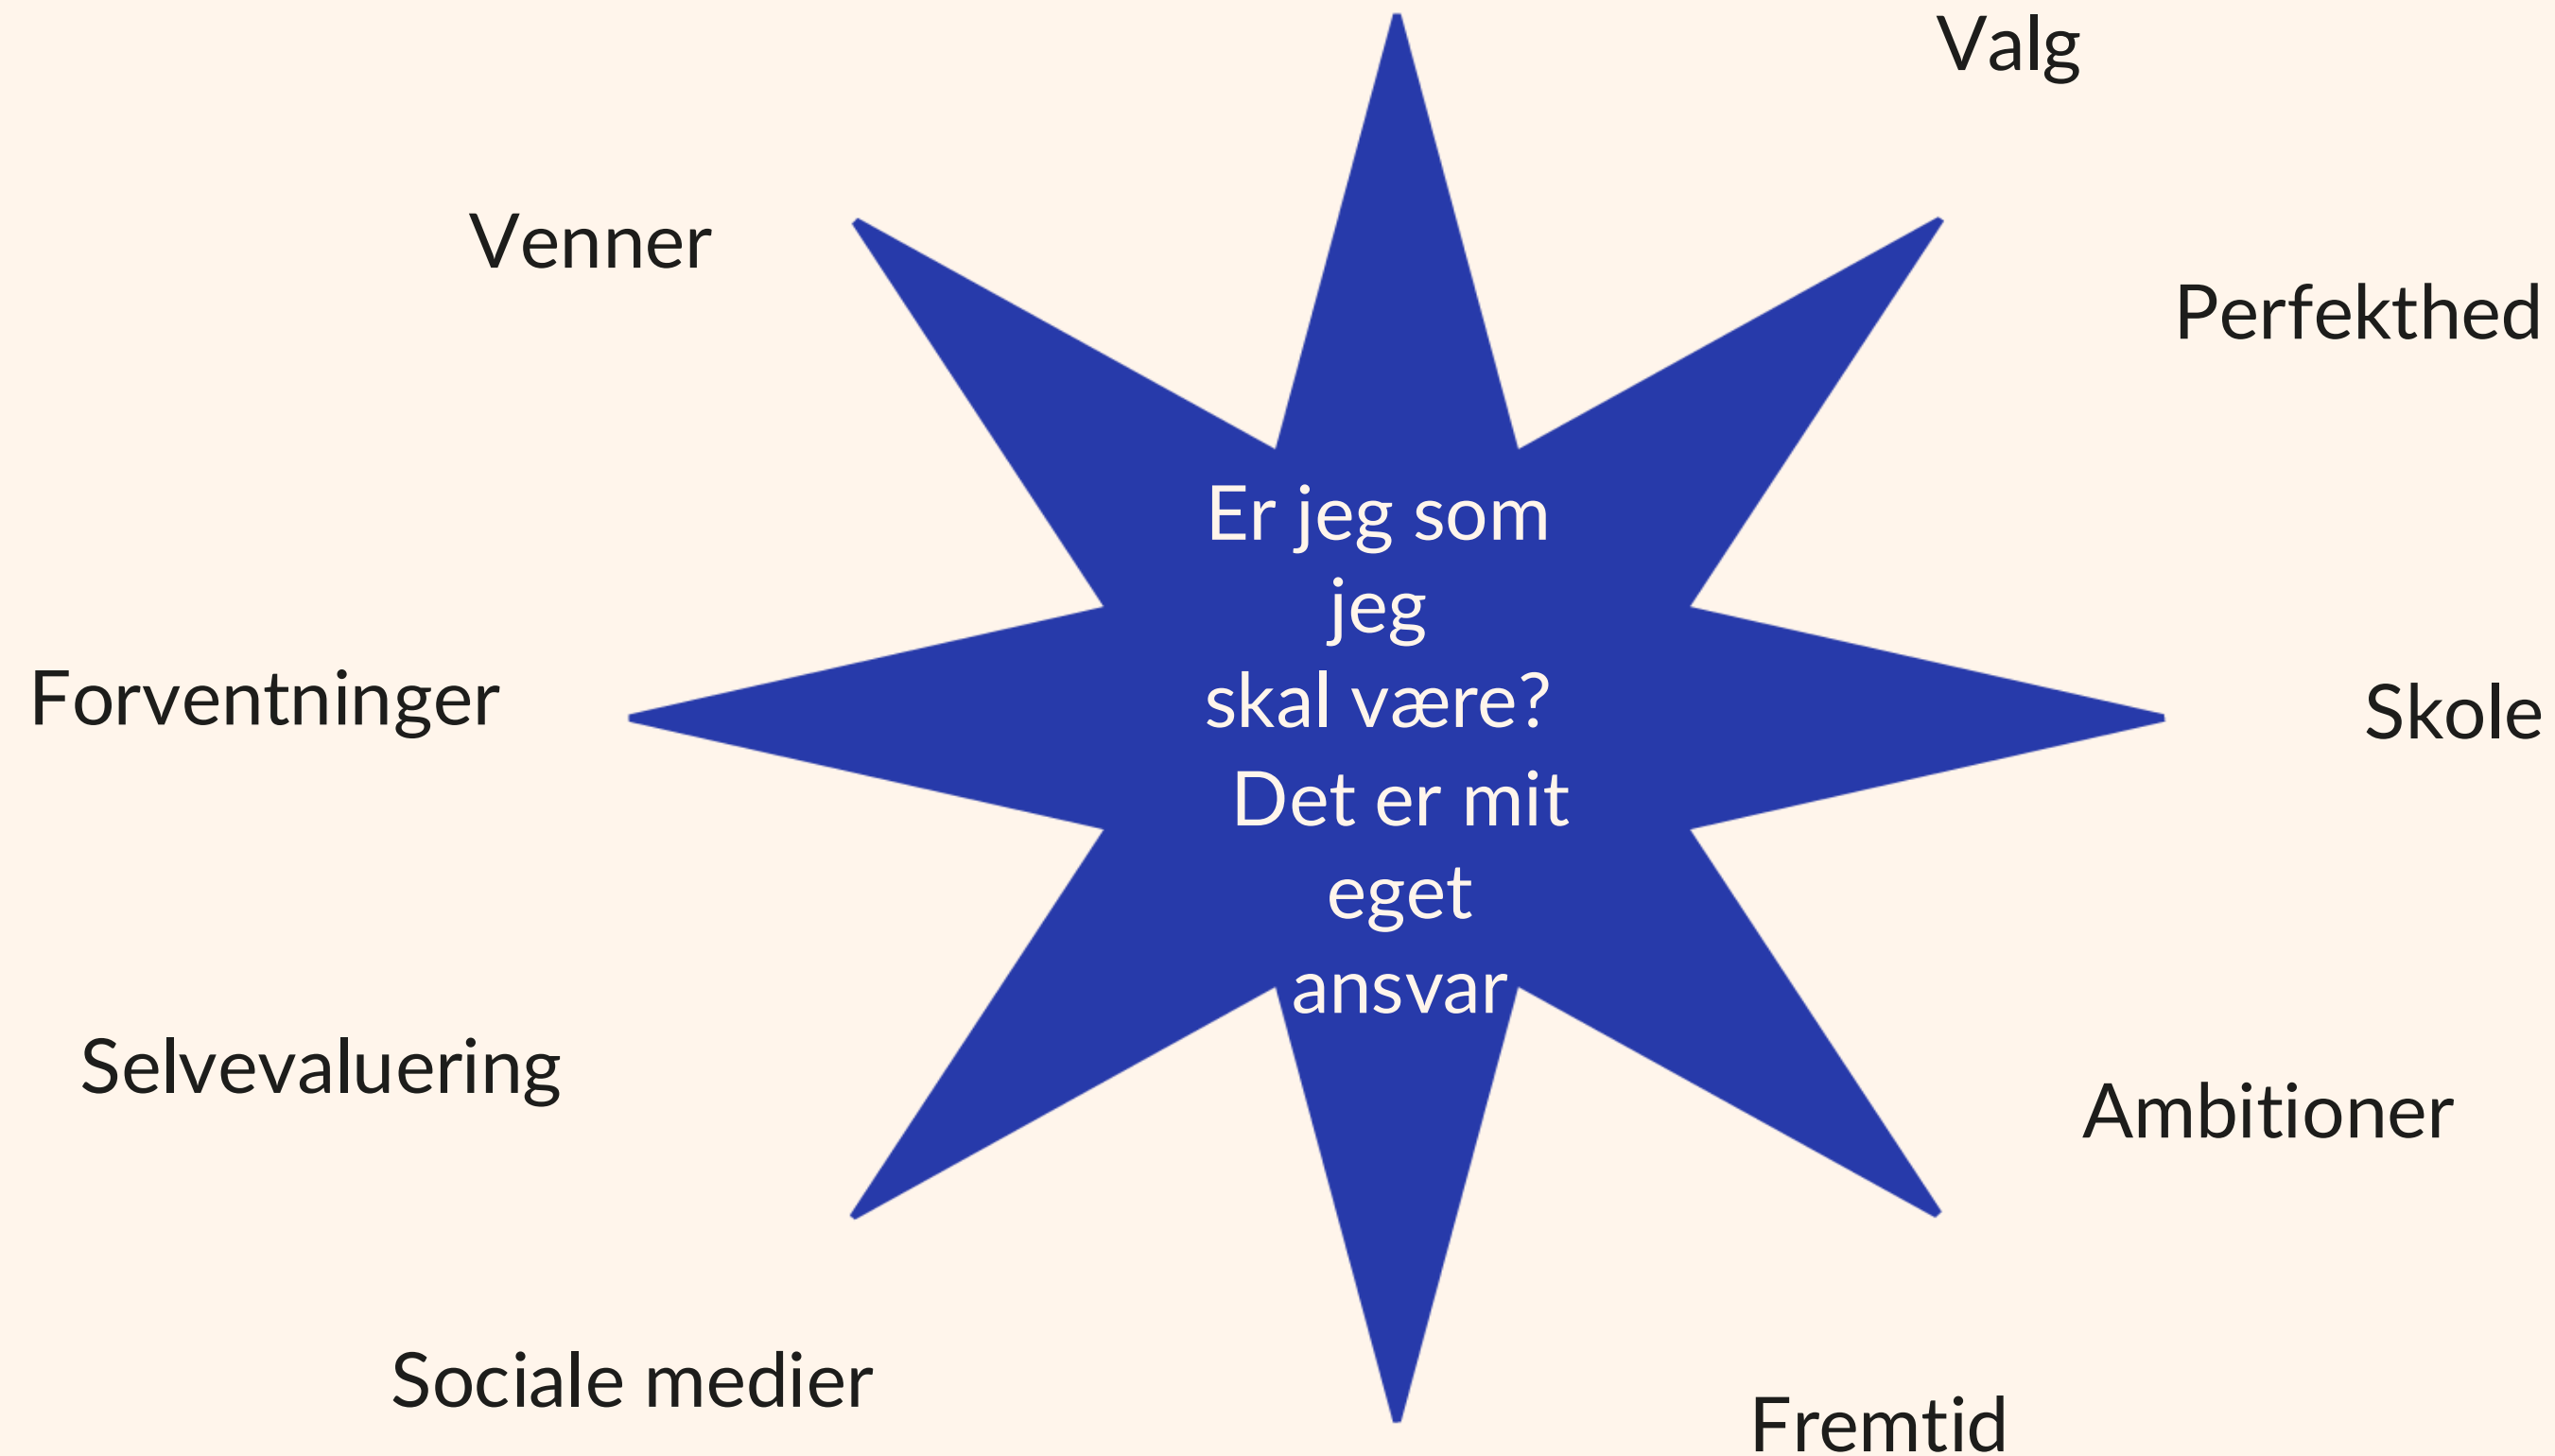 Valg
Venner
Perfekthed
Er jeg som
jeg
skal være?
Det er mit
eget
ansvar
Forventninger
Skole
Selvevaluering
Ambitioner
Sociale medier
Fremtid